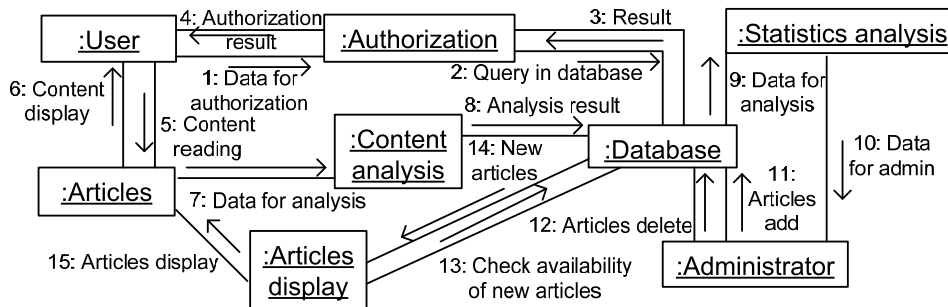 4: Authorization
result
3: Result
:User
:Authorization
:Statistics analysis
1: Data for
authorization
2: Query in database
6: Content
display
9: Data for
analysis
5: Content
reading
8: Analysis result
:Content
analysis
14: New
articles
:Database
10: Data
for admin
:Articles
7: Data for analysis
11:
Articles
add
12: Articles delete
15: Articles display
:Articles
display
13: Check availability
of new articles
:Administrator